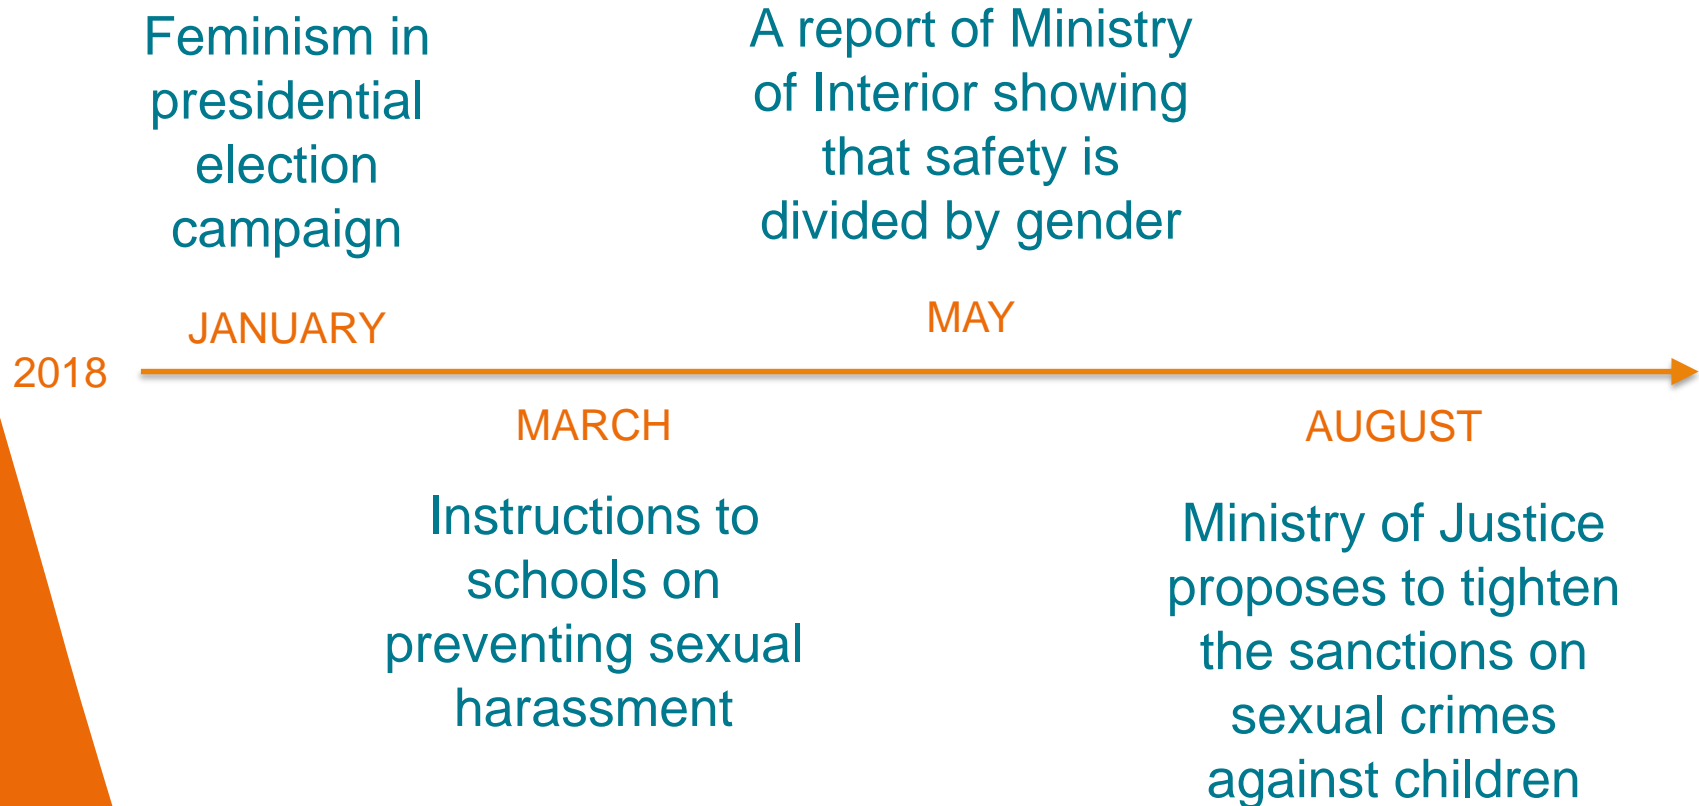 Feminism in
presidential
election
campaign
A report of Ministry
of Interior showing
that safety is
divided by gender
JANUARY
MAY
2018
MARCH
AUGUST
Instructions to
schools on
preventing sexual
harassment
Ministry of Justice
proposes to tighten
the sanctions on
sexual crimes
against children